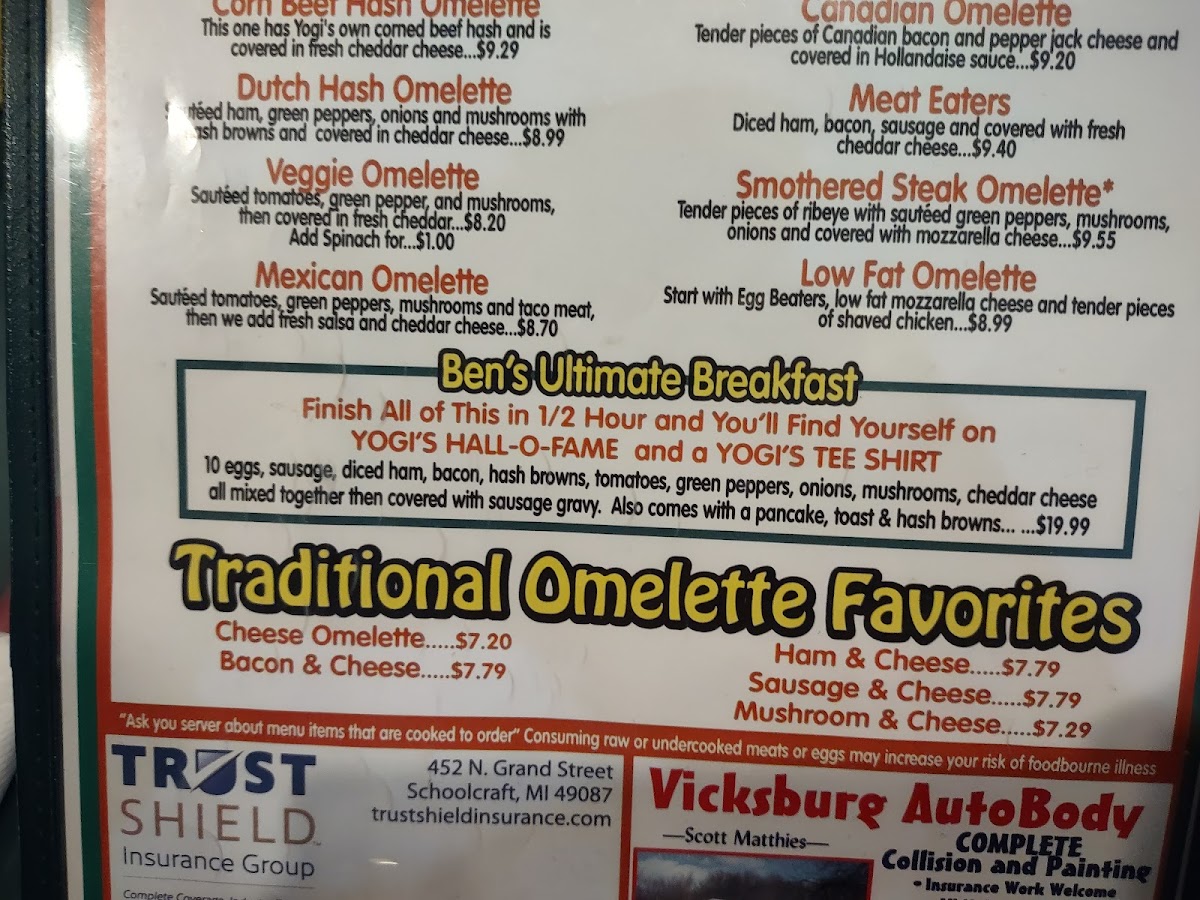 Corn Beef Hash Omelette
This one has Yogi's own corned beef hash and is
covered in fresh cheddar cheese...$9.29
Dutch Hash Omelette
Sautéed ham, green peppers, onions and mushrooms with
hash browns and covered in cheddar cheese...$8.99
Veggie Omelette
Sautéed tomatoes, green pepper, and mushrooms,
then covered in fresh cheddar...$8.20
Add Spinach for...$1.00
Mexican Omelette
Sautéed tomatoes, green peppers, mushrooms and taco meat,
then we add fresh salsa and cheddar cheese...$8.70
Canadian Omelette
Tender pieces of Canadian bacon and pepper jack cheese and
covered in Hollandaise sauce...$9.20
Meat Eaters
Diced ham, bacon, sausage and covered with fresh
cheddar cheese...$9.40
Smothered Steak Omelette*
Tender pieces of ribeye with sautéed green peppers, mushrooms,
onions and covered with mozzarella cheese...$9.55
Low Fat Omelette
Start with Egg Beaters, low fat mozzarella cheese and tender pieces
of shaved chicken...$8.99
Ben's Ultimate Breakfast
Finish All of This in 1/2 Hour and You'll Find Yourself on
YOGI'S HALL-O-FAME and a YOGI'S TEE SHIRT
10 eggs, sausage, diced ham, bacon, hash browns, tomatoes, green peppers, onions, mushrooms, cheddar cheese
all mixed together then covered with sausage gravy. Also comes with a pancake, toast & hash browns... ...$19.99
Traditional Omelette Favorites
Cheese Omelette.....$7.20
Bacon & Cheese.....$7.79
Ham & Cheese.....$7.79
Sausage & Cheese.....$7.79
Mushroom & Cheese....$7.29
"Ask you server about menu items that are cooked to order" Consuming raw or undercooked meats or eggs may increase your risk of foodbourne illness
TRUST
SHIELD
Insurance Group
452 N. Grand Street
Schoolcraft, MI 49087
trustshieldinsurance.com
Vicksburg AutoBody
—Scott Matthies—
COMPLETE
Collision and Painting
• Insurance Work Welcome